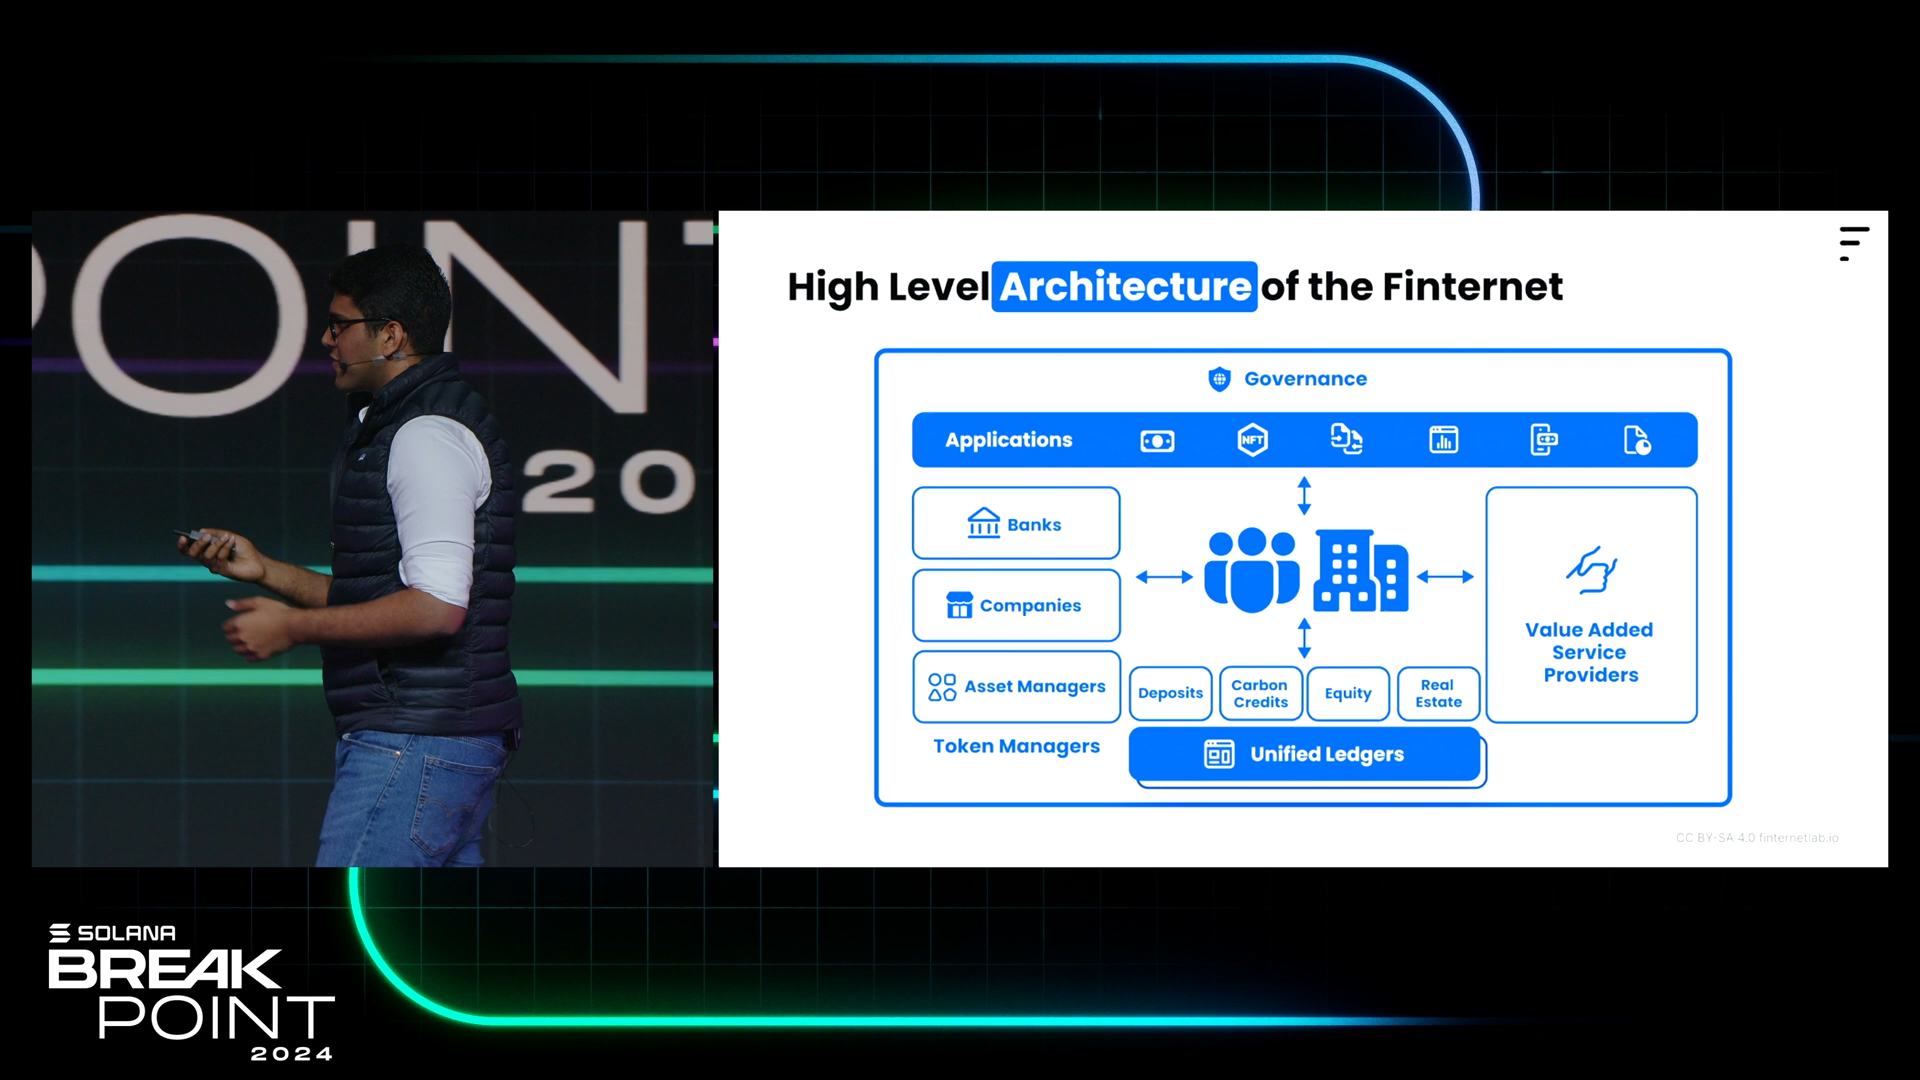 POINT
20
High Level Architecture of the Finternet
Governance
Applications
NFT
Banks
Companies
Asset Managers
Token Managers
Deposits
Carbon
Credits
Equity
Real
Estate
Unified Ledgers
Value Added
Service
Providers
CC BY-SA 4.0 finternetlab.io
SOLANA
BREAK
POINT
2024